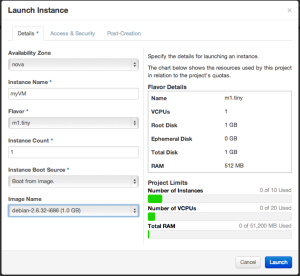 Launch Instance
×
Details * Access & Security Post-Creation
Availability Zone
nova
Instance Name *
myVM
Flavor *
m1.tiny
Instance Count *
1
Instance Boot Source *
Boot from image.
Image Name
debian-2.6.32-i686 (1.0 GB)
Specify the details for launching an instance.
The chart below shows the resources used by this project
in relation to the project's quotas.
Flavor Details
Name m1.tiny
VCPUs 1
Root Disk 1 GB
Ephemeral Disk 0 GB
Total Disk 1 GB
RAM 512 MB
Project Limits
Number of Instances 0 of 10 Used
Number of VCPUs 0 of 20 Used
Total RAM 0 of 51,200 MB Used
Cancel Launch